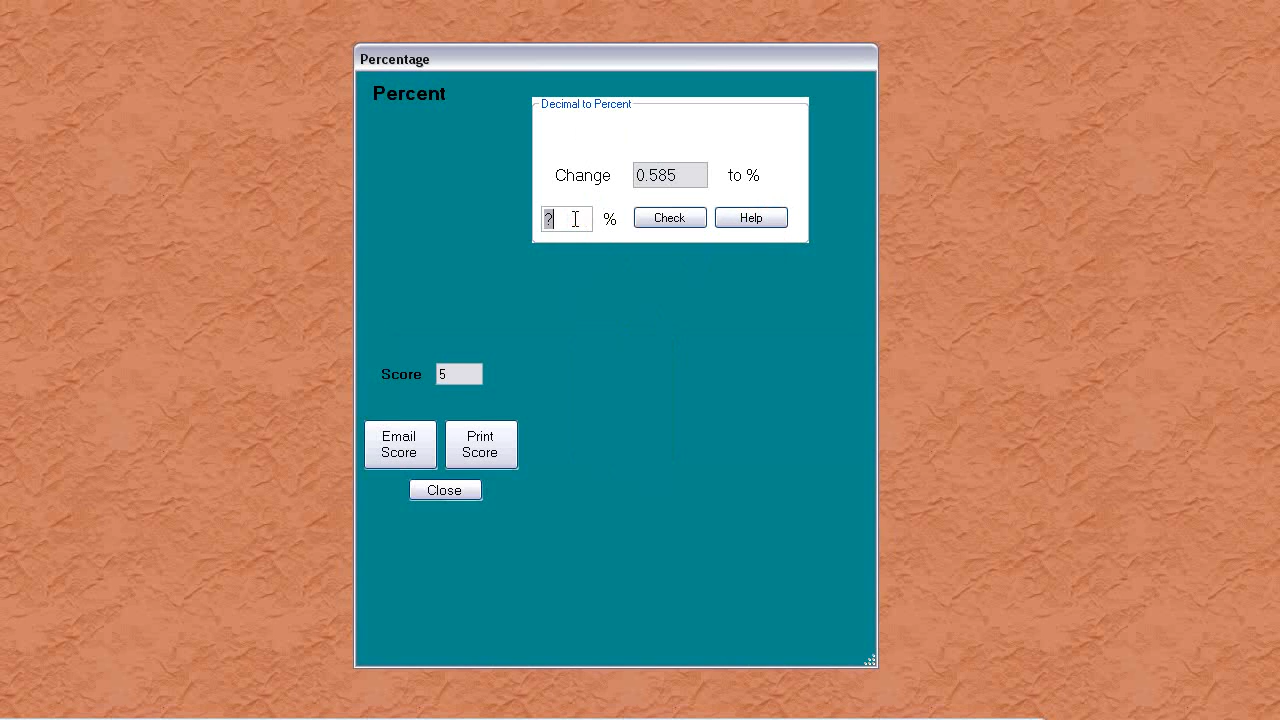 Percentage
Percent
Decimal to Percent
Change 0.585 to %
? % Check Help
Score 5
Email Score
Print Score
Close